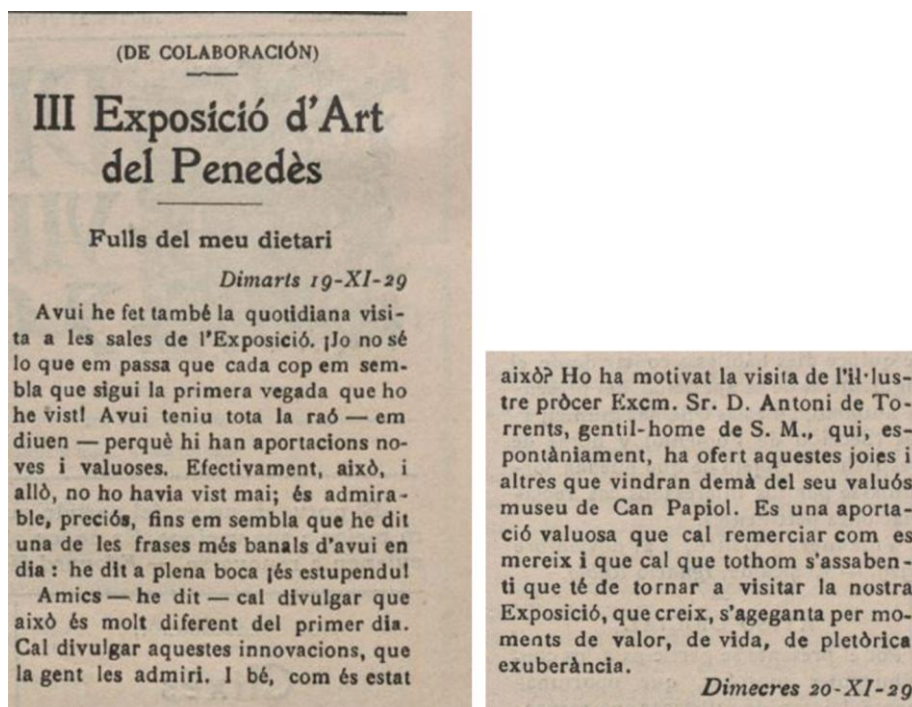 (DE COLABORACIÓN)
III Exposició d'Art
del Penedès
Fulls del meu dietari
Dimarts 19-XI-29
Avui he fet també la quotidiana visi-
ta a les sales de l'Exposició. ¡Jo no sé
lo que em passa que cada cop em sem-
bla que sigui la primera vegada que ho
he vist! Avui teniu tota la raó — em
diuen — perquè hi han aportacions no-
ves i valuoses. Efectivament, això, i
allò, no ho havia vist mai; és admira-
ble, preciós, fins em sembla que he dit
una de les frases més banals d'avui en
dia: he dit a plena boca ¡és estupendu!
Amics — he dit — cal divulgar que
això és molt diferent del primer dia.
Cal divulgar aquestes innovacions, que
la gent les admiri. I bé, com és estat
això? Ho ha motivat la visita de l'il·lus-
tre pròcer Excm. Sr. D. Antoni de To-
rrents, gentil-home de S. M., qui, es-
pontàniament, ha ofert aquestes joies i
altres que vindran demà del seu valuós
museu de Can Papiol. Es una aporta-
ció valuosa que cal remerciar com es
mereix i que cal que tothom s'assaben-
ti que té de tornar a visitar la nostra
Exposició, que creix, s'ageganta per mo-
ments de valor, de vida, de pletòrica
exuberància.
Dimecres 20-XI-29